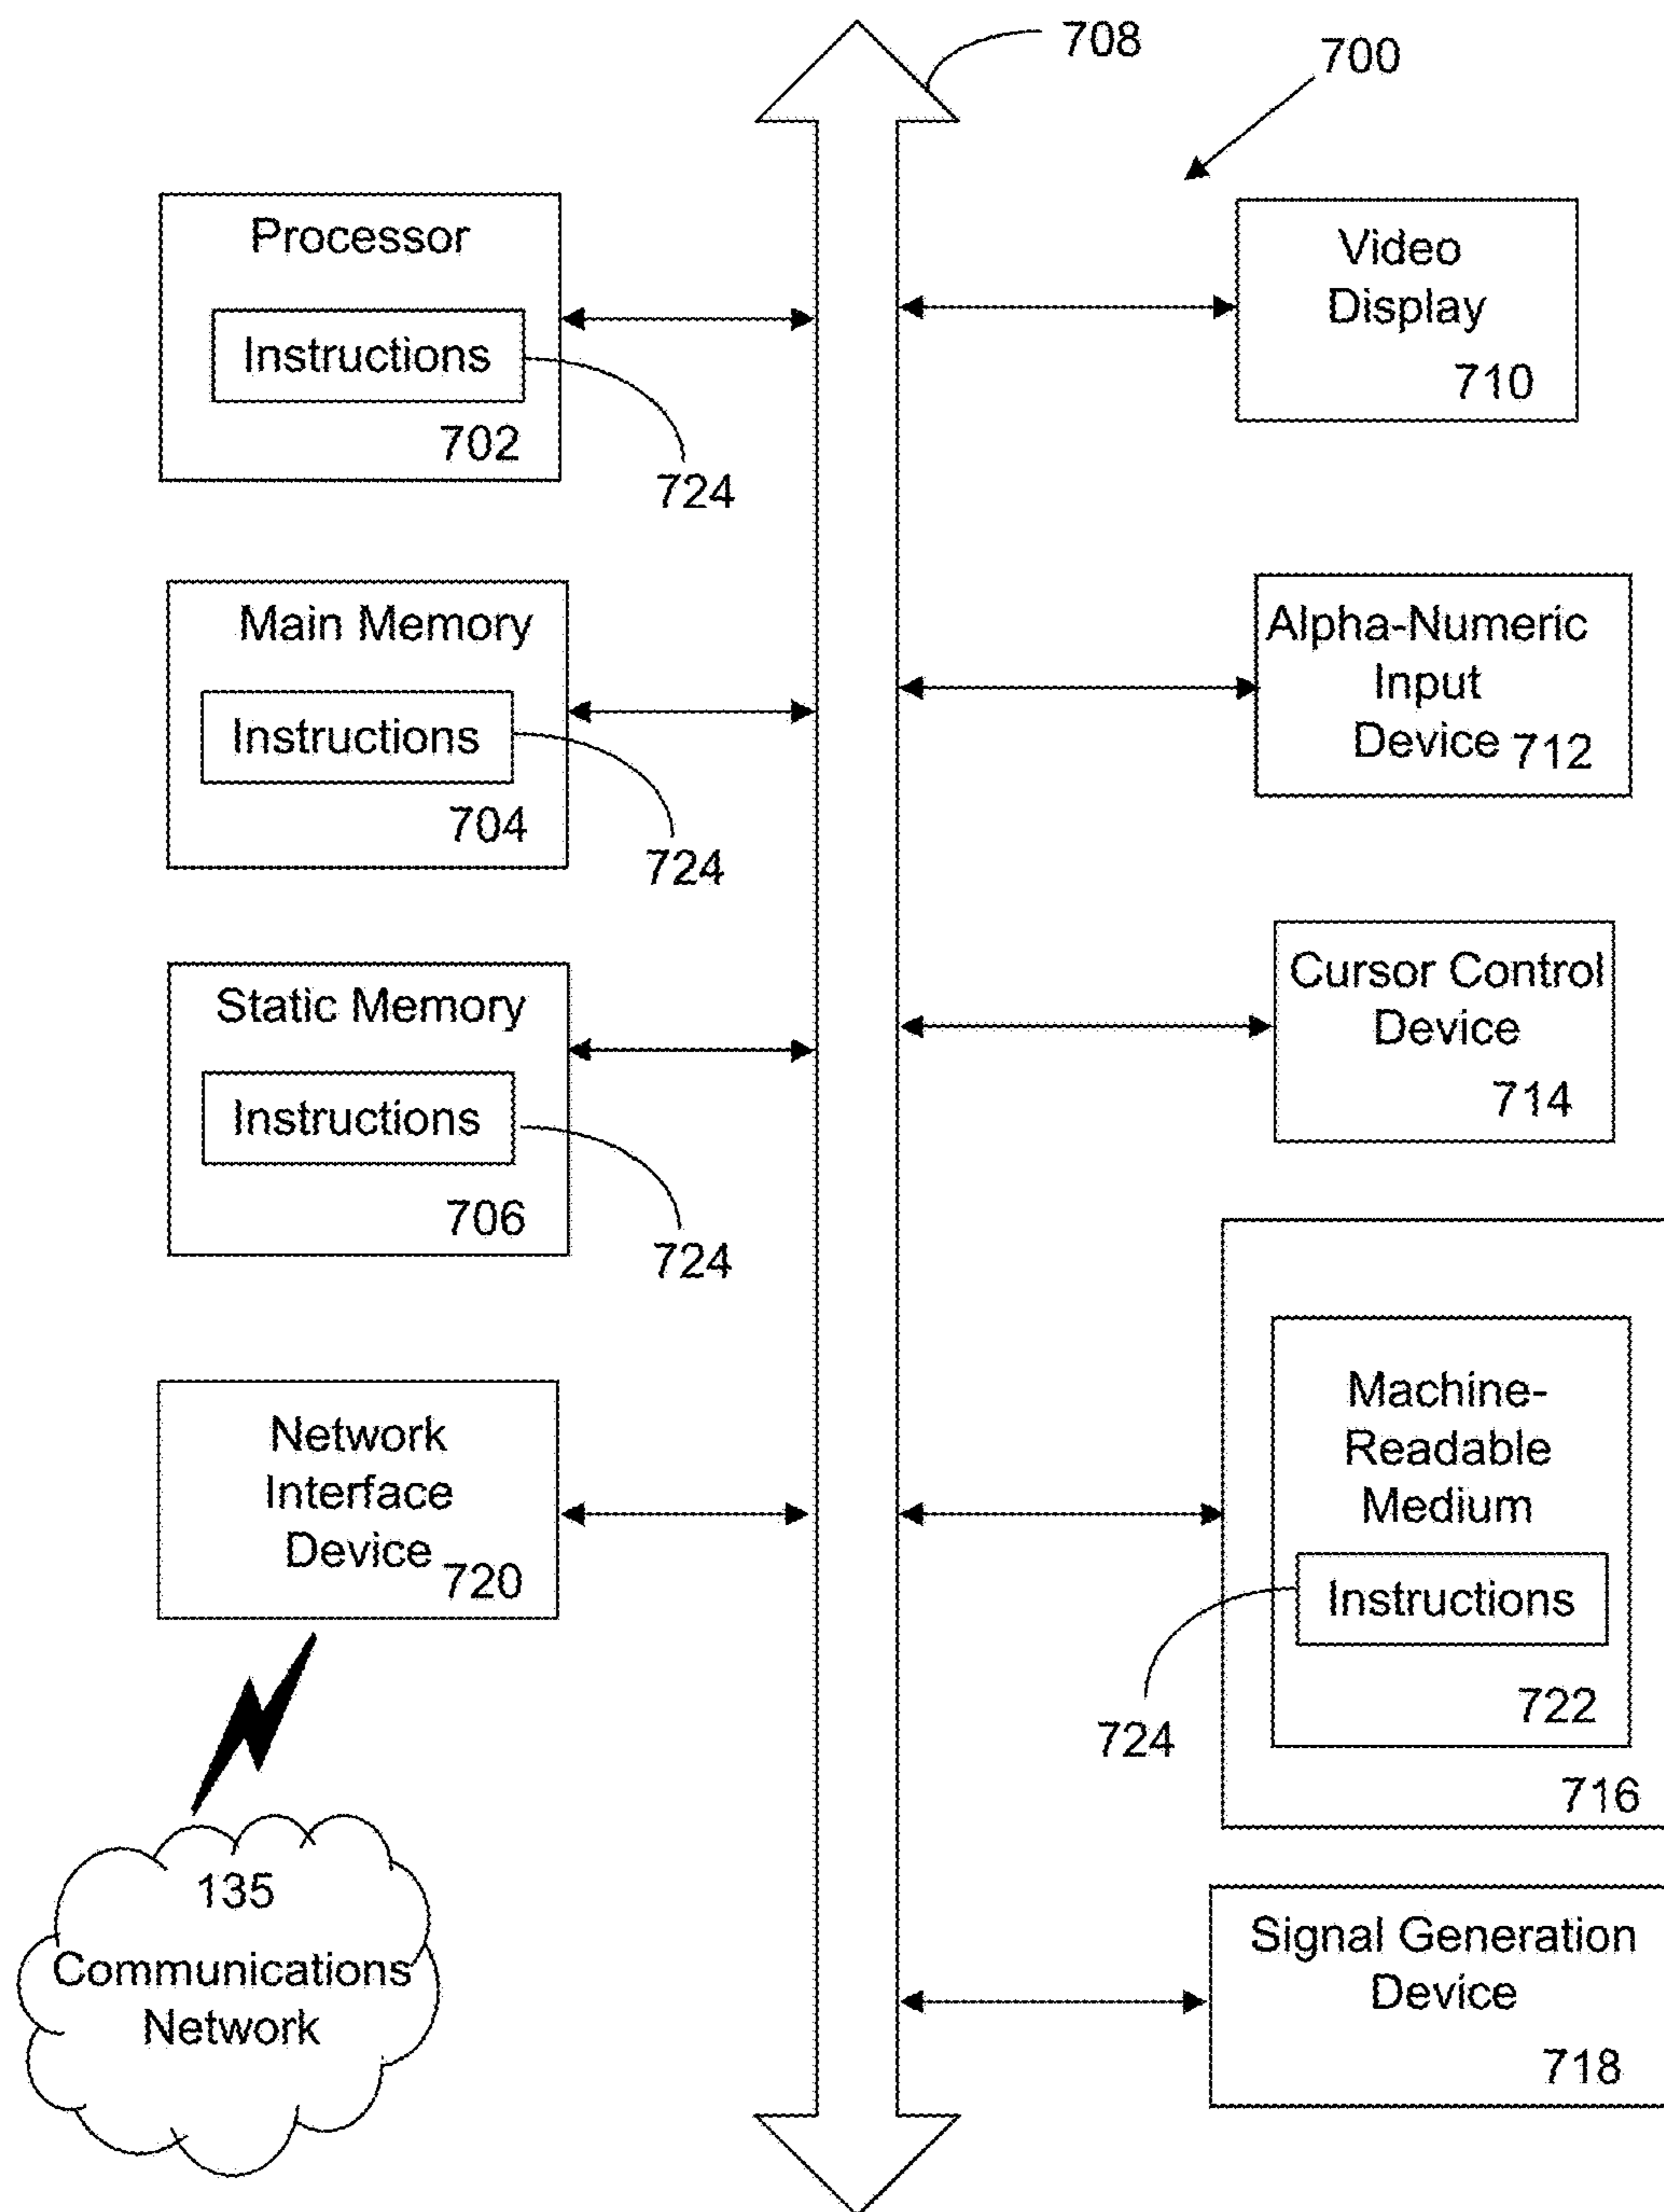 708
700
Processor
Instructions
702
724
Video
Display
710
Main Memory
Instructions
704
724
Alpha-Numeric
Input
Device 712
Static Memory
Instructions
706
724
Cursor Control
Device
714
Network
Interface
Device 720
Machine-
Readable
Medium
Instructions
722
724
716
135
Communications
Network
Signal Generation
Device
718